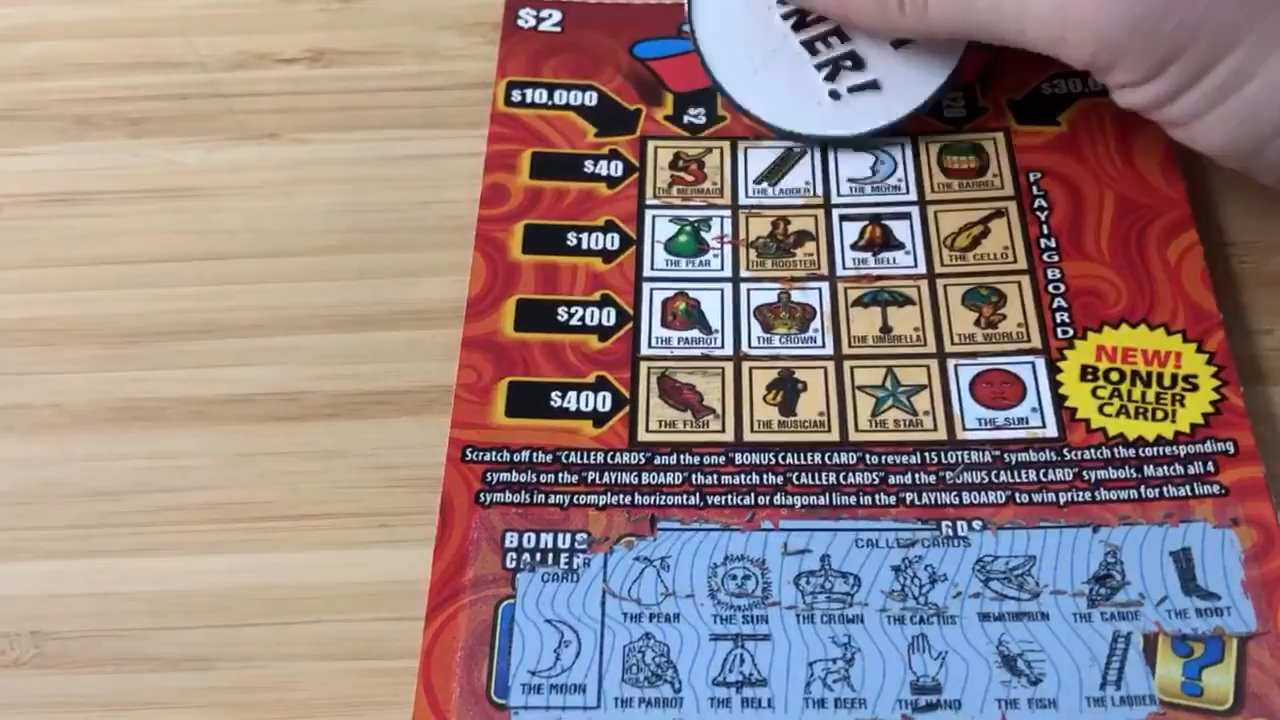 $2
NER!
$10,000
$2
$20
$30,0
$40
THE MERMAID
THE LADDER
THE MOON
THE BARREL
$100
THE PEAR
THE ROOSTER
THE BELL
THE CELLO
$200
THE PARROT
THE CROWN
THE UMBRELLA
THE WORLD
$400
THE FISH
THE MUSICIAN
THE STAR
THE SUN
PLAYING BOARD
NEW!
BONUS
CALLER
CARD!
Scratch off the "CALLER CARDS" and the one "BONUS CALLER CARD" to reveal 15 LOTERIA™ symbols. Scratch the corresponding
symbols on the "PLAYING BOARD" that match the "CALLER CARDS" and the "BONUS CALLER CARD" symbols. Match all 4
symbols in any complete horizontal, vertical or diagonal line in the "PLAYING BOARD" to win prize shown for that line.
BONUS
CALLER
CARD
CALLER CARDS
THE PEAR
THE SUN
THE CROWN
THE CACTUS
THE WATERMELON
THE CANOE
THE BOOT
THE MOON
THE PARROT
THE BELL
THE DEER
THE HAND
THE FISH
THE LADDER
?